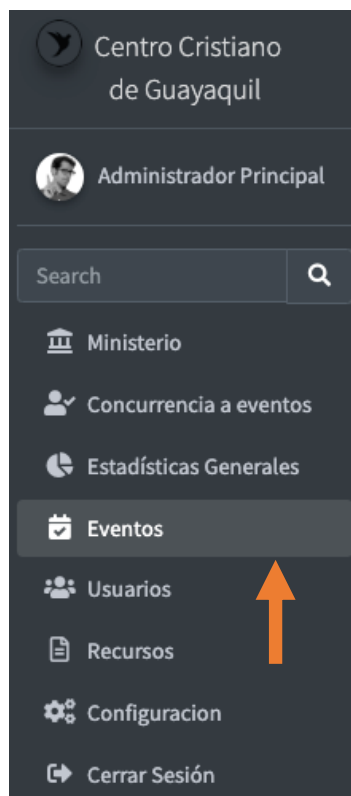 Centro Cristiano
de Guayaquil
Administrador Principal
Search
Ministerio
Concurrencia a eventos
Estadísticas Generales
Eventos
Usuarios
Recursos
Configuracion
Cerrar Sesión